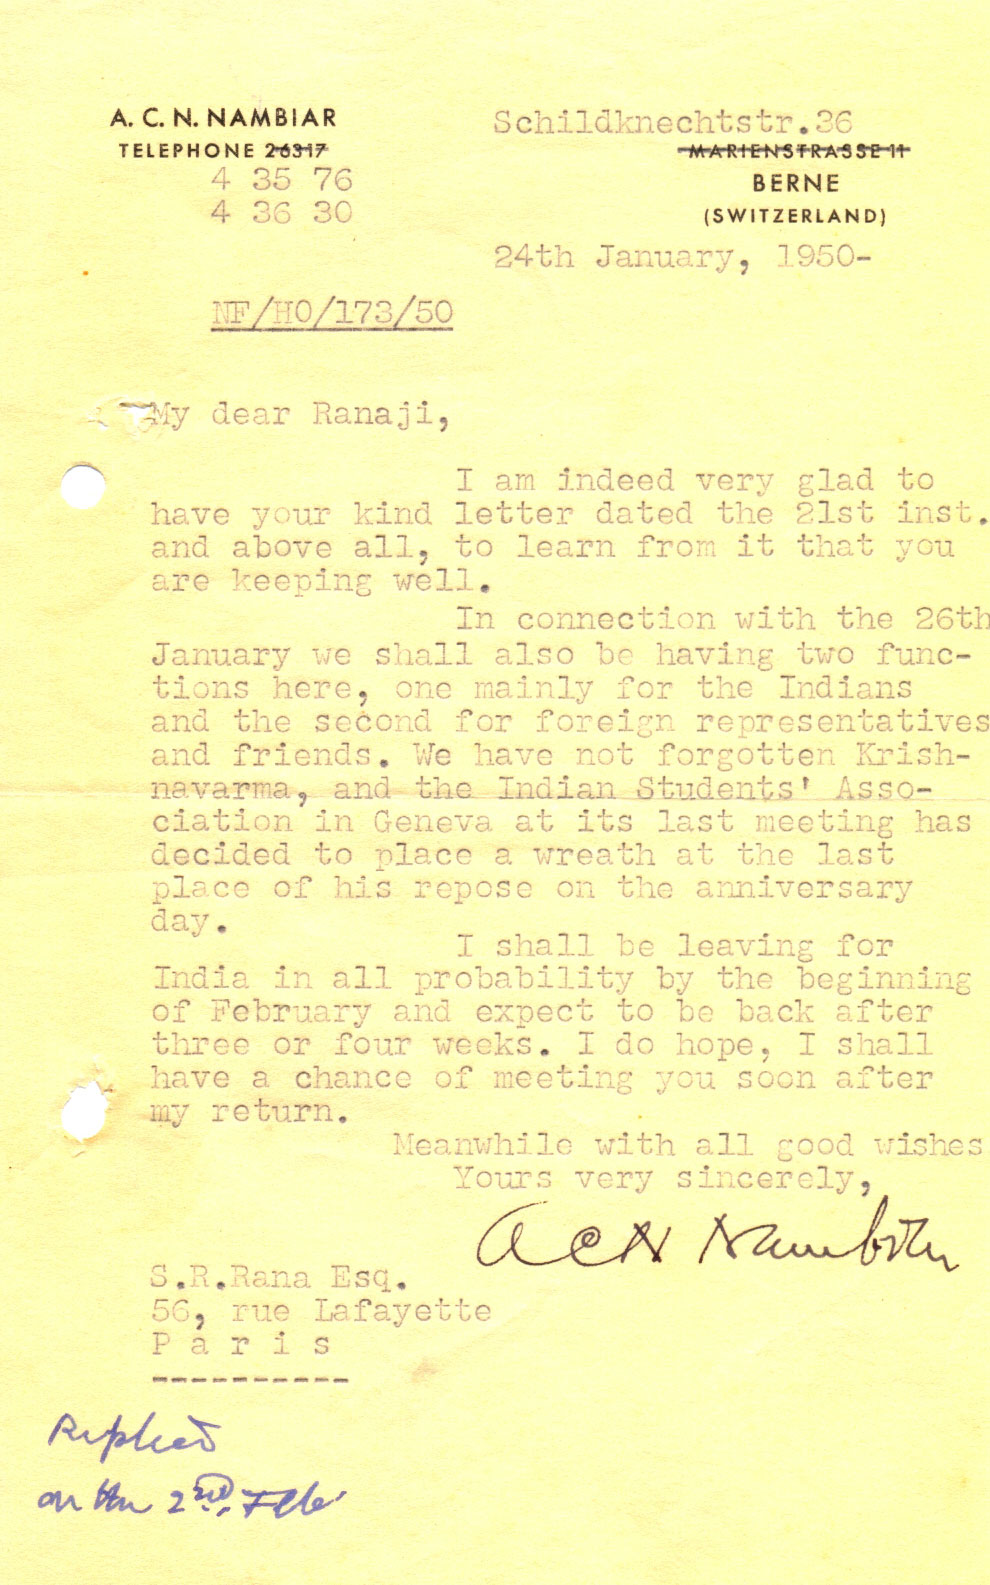 A. C. N. NAMBIAR
TELEPHONE 26317
4 35 76
4 36 30
Schildknechtstr.36
MARIENSTRASSE 11
BERNE
(SWITZERLAND)
24th January, 1950-
NF/HO/173/50
My dear Ranaji,
I am indeed very glad to
have your kind letter dated the 21st inst.
and above all, to learn from it that you
are keeping well.
In connection with the 26th
January we shall also be having two func-
tions here, one mainly for the Indians
and the second for foreign representatives
and friends. We have not forgotten Krish-
navarma, and the Indian Students' Asso-
ciation in Geneva at its last meeting has
decided to place a wreath at the last
place of his repose on the anniversary
day.
I shall be leaving for
India in all probability by the beginning
of February and expect to be back after
three or four weeks. I do hope, I shall
have a chance of meeting you soon after
my return.
Meanwhile with all good wishes
Yours very sincerely,
A C N Nambiar
S.R.Rana Esq.
56, rue Lafayette
P a r i s
----------
Replied
on the 2nd. Feb